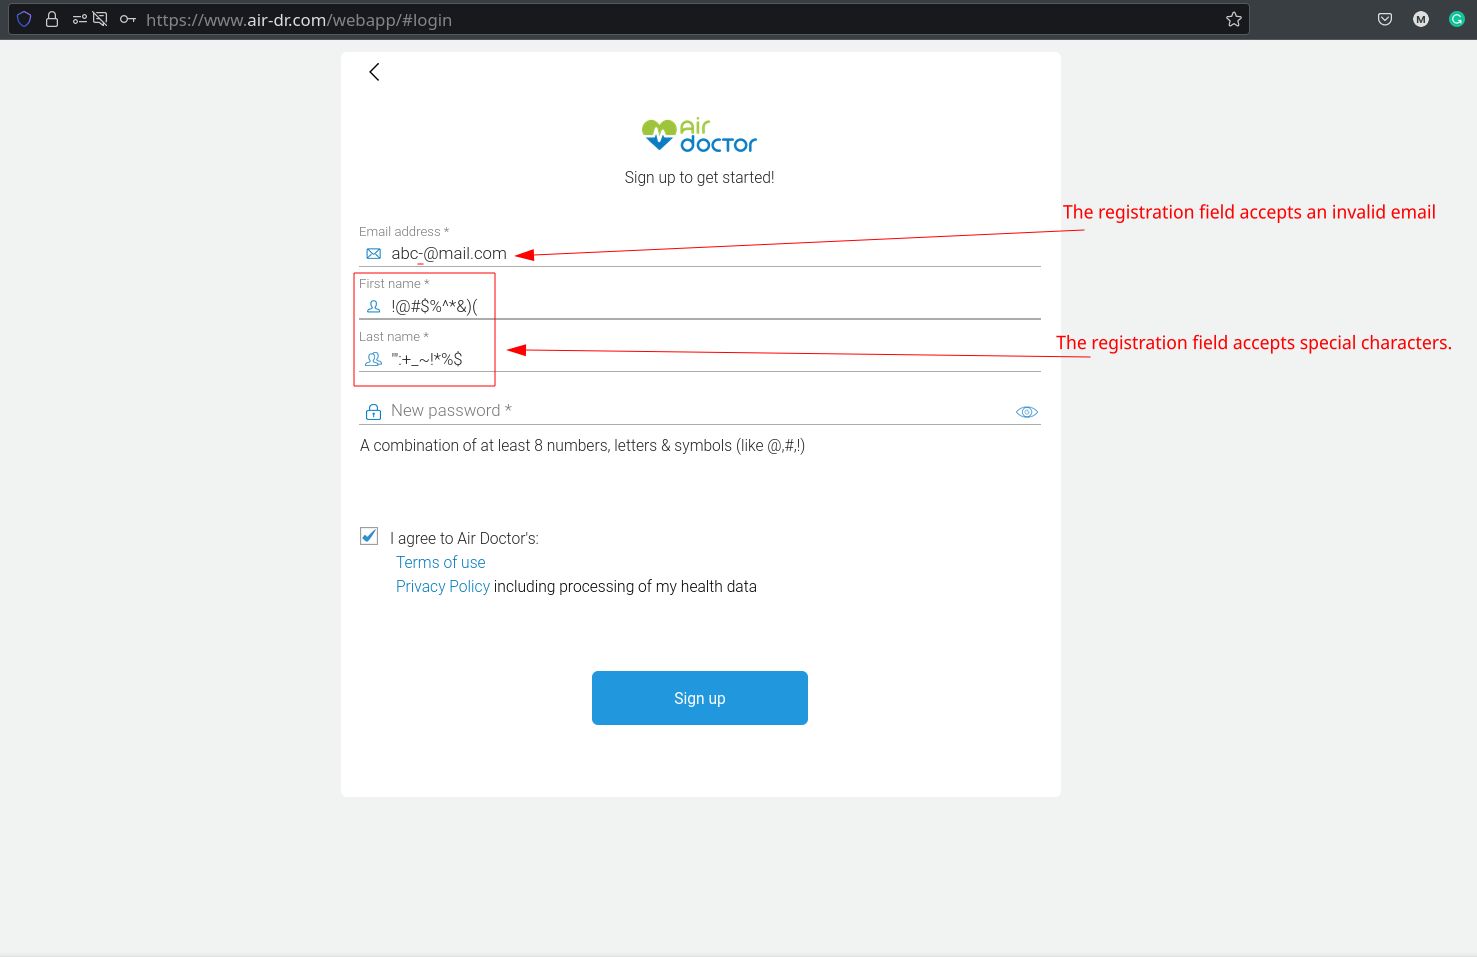 https://www.air-dr.com/webapp/#login
M
G
Air
DOCTOR
Sign up to get started!
The registration field accepts an invalid email
Email address *
abc-@mail.com
First name *
!@#$%^*&)(
Last name *
The registration field accepts special characters.
'":+_~!*%$
New password *
A combination of at least 8 numbers, letters & symbols (like @,#,!)
I agree to Air Doctor's:
Terms of use
Privacy Policy including processing of my health data
Sign up